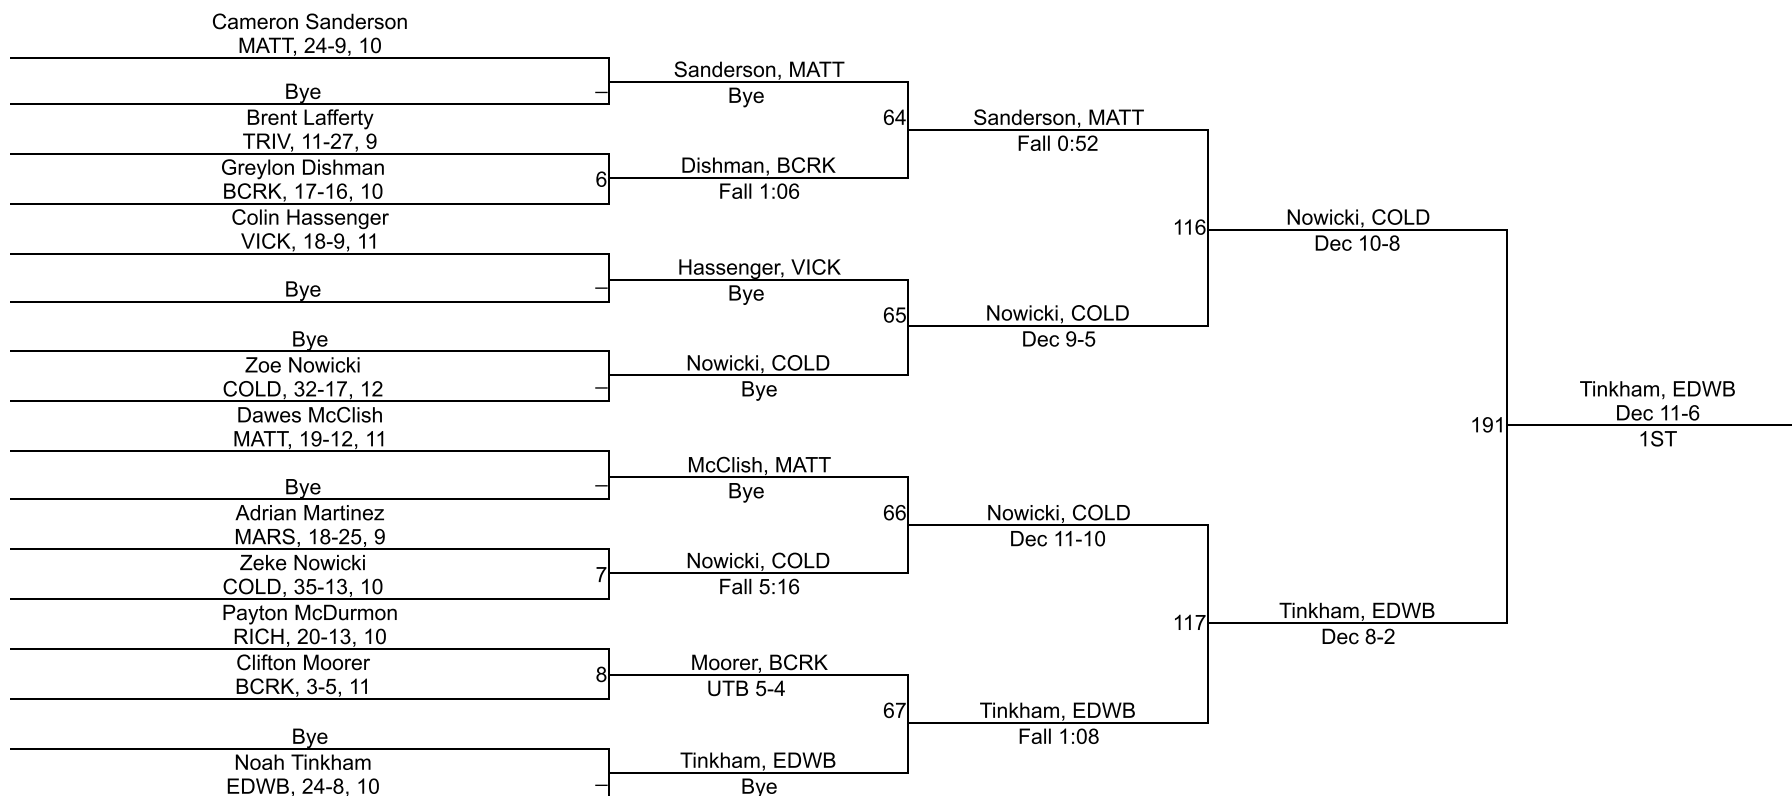 Cameron Sanderson
MATT, 24-9, 10
Bye
–
Brent Lafferty
TRIV, 11-27, 9
Greylon Dishman
BCRK, 17-16, 10
6
Colin Hassenger
VICK, 18-9, 11
Bye
–
Bye
Zoe Nowicki
COLD, 32-17, 12
–
Dawes McClish
MATT, 19-12, 11
Bye
–
Adrian Martinez
MARS, 18-25, 9
Zeke Nowicki
COLD, 35-13, 10
7
Payton McDurmon
RICH, 20-13, 10
Clifton Moorer
BCRK, 3-5, 11
8
Bye
Noah Tinkham
EDWB, 24-8, 10
–
Sanderson, MATT
Bye
64
Dishman, BCRK
Fall 1:06
Hassenger, VICK
Bye
65
Nowicki, COLD
Bye
McClish, MATT
Bye
66
Nowicki, COLD
Fall 5:16
Moorer, BCRK
UTB 5-4
67
Tinkham, EDWB
Bye
Sanderson, MATT
Fall 0:52
116
Nowicki, COLD
Dec 9-5
Nowicki, COLD
Dec 11-10
117
Tinkham, EDWB
Fall 1:08
Nowicki, COLD
Dec 10-8
191
Tinkham, EDWB
Dec 8-2
Tinkham, EDWB
Dec 11-6
1ST